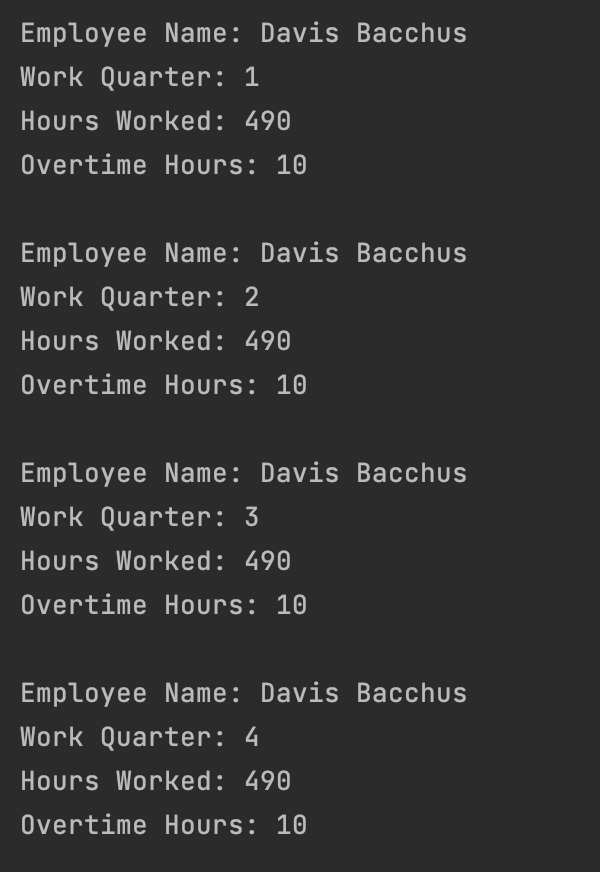 Employee Name: Davis Bacchus
Work Quarter: 1
Hours Worked: 490
Overtime Hours: 10
Employee Name: Davis Bacchus
Work Quarter: 2
Hours Worked: 490
Overtime Hours: 10
Employee Name: Davis Bacchus
Work Quarter: 3
Hours Worked: 490
Overtime Hours: 10
Employee Name: Davis Bacchus
Work Quarter: 4
Hours Worked: 490
Overtime Hours: 10